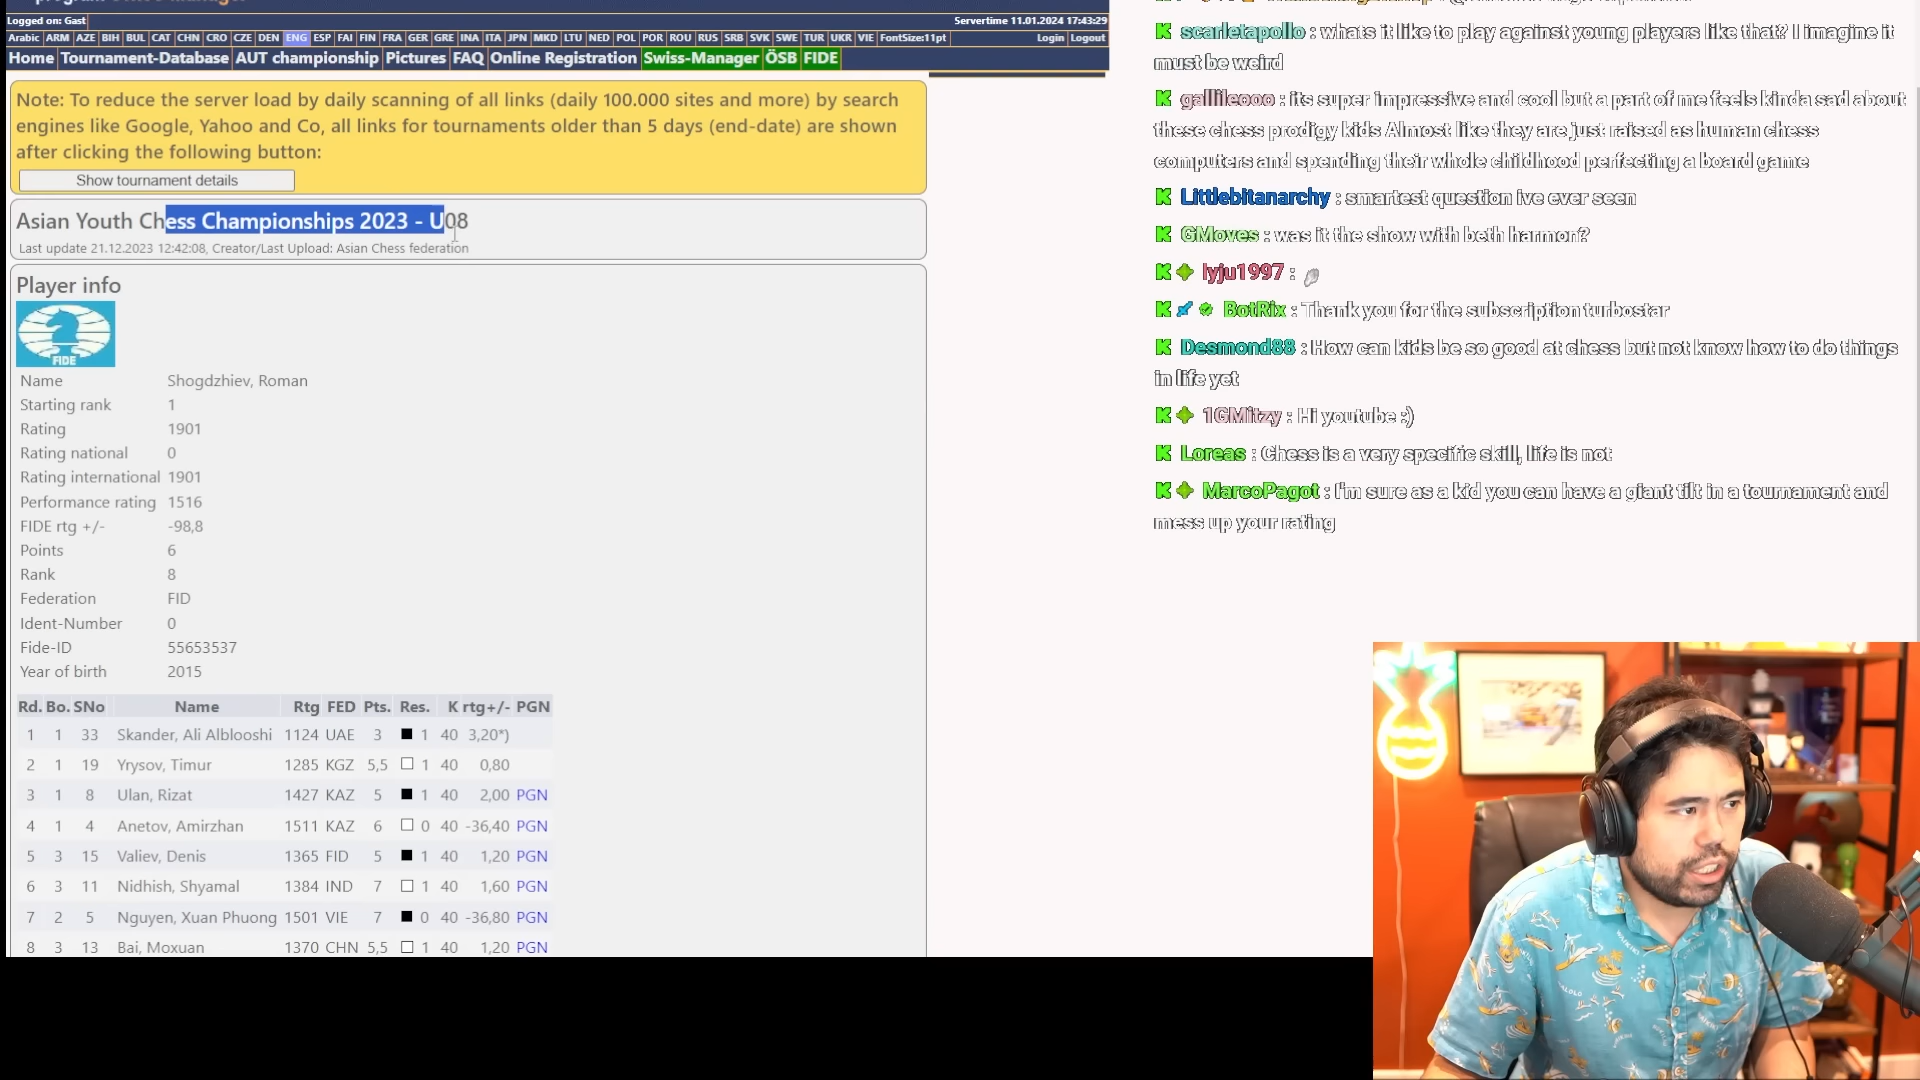 Logged on: Gast
Servertime 11.01.2024 17:43:29
Arabic ARM AZE BIH BUL CAT CHN CRO CZE DEN ENG ESP FAI FIN FRA GER GRE INA ITA JPN MKD LTU NED POL POR ROU RUS SRB SVK SWE TUR UKR VIE FontSize:11pt Login Logout
Home Tournament-Database AUT championship Pictures FAQ Online Registration Swiss-Manager ÖSB FIDE
Note: To reduce the server load by daily scanning of all links (daily 100.000 sites and more) by search
engines like Google, Yahoo and Co, all links for tournaments older than 5 days (end-date) are shown
after clicking the following button:
Show tournament details
Asian Youth Chess Championships 2023 - U08
Last update 21.12.2023 12:42:08, Creator/Last Upload: Asian Chess federation
Player info
FIDE
Name Shogdzhiev, Roman
Starting rank 1
Rating 1901
Rating national 0
Rating international 1901
Performance rating 1516
FIDE rtg +/- -98,8
Points 6
Rank 8
Federation FID
Ident-Number 0
Fide-ID 55653537
Year of birth 2015
Rd. Bo. SNo Name Rtg FED Pts. Res. K rtg+/- PGN
1 1 33 Skander, Ali Alblooshi 1124 UAE 3 1 40 3,20*)
2 1 19 Yrysov, Timur 1285 KGZ 5,5 1 40 0,80
3 1 8 Ulan, Rizat 1427 KAZ 5 1 40 2,00 PGN
4 1 4 Anetov, Amirzhan 1511 KAZ 6 0 40 -36,40 PGN
5 3 15 Valiev, Denis 1365 FID 5 1 40 1,20 PGN
6 3 11 Nidhish, Shyamal 1384 IND 7 1 40 1,60 PGN
7 2 5 Nguyen, Xuan Phuong 1501 VIE 7 0 40 -36,80 PGN
8 3 13 Bai, Moxuan 1370 CHN 5,5 1 40 1,20 PGN
scarletapollo : whats it like to play against young players like that? I imagine it
must be weird
gallileooo : its super impressive and cool but a part of me feels kinda sad about
these chess prodigy kids Almost like they are just raised as human chess
computers and spending their whole childhood perfecting a board game
Littlebitanarchy : smartest question ive ever seen
GMoves : was it the show with beth harmon?
lyju1997 :
BotRix : Thank you for the subscription turbostar
Desmond88 : How can kids be so good at chess but not know how to do things
in life yet
1GMitzy : Hi youtube :)
Loreas : Chess is a very specific skill, life is not
MarcoPagot : I'm sure as a kid you can have a giant tilt in a tournament and
mess up your rating